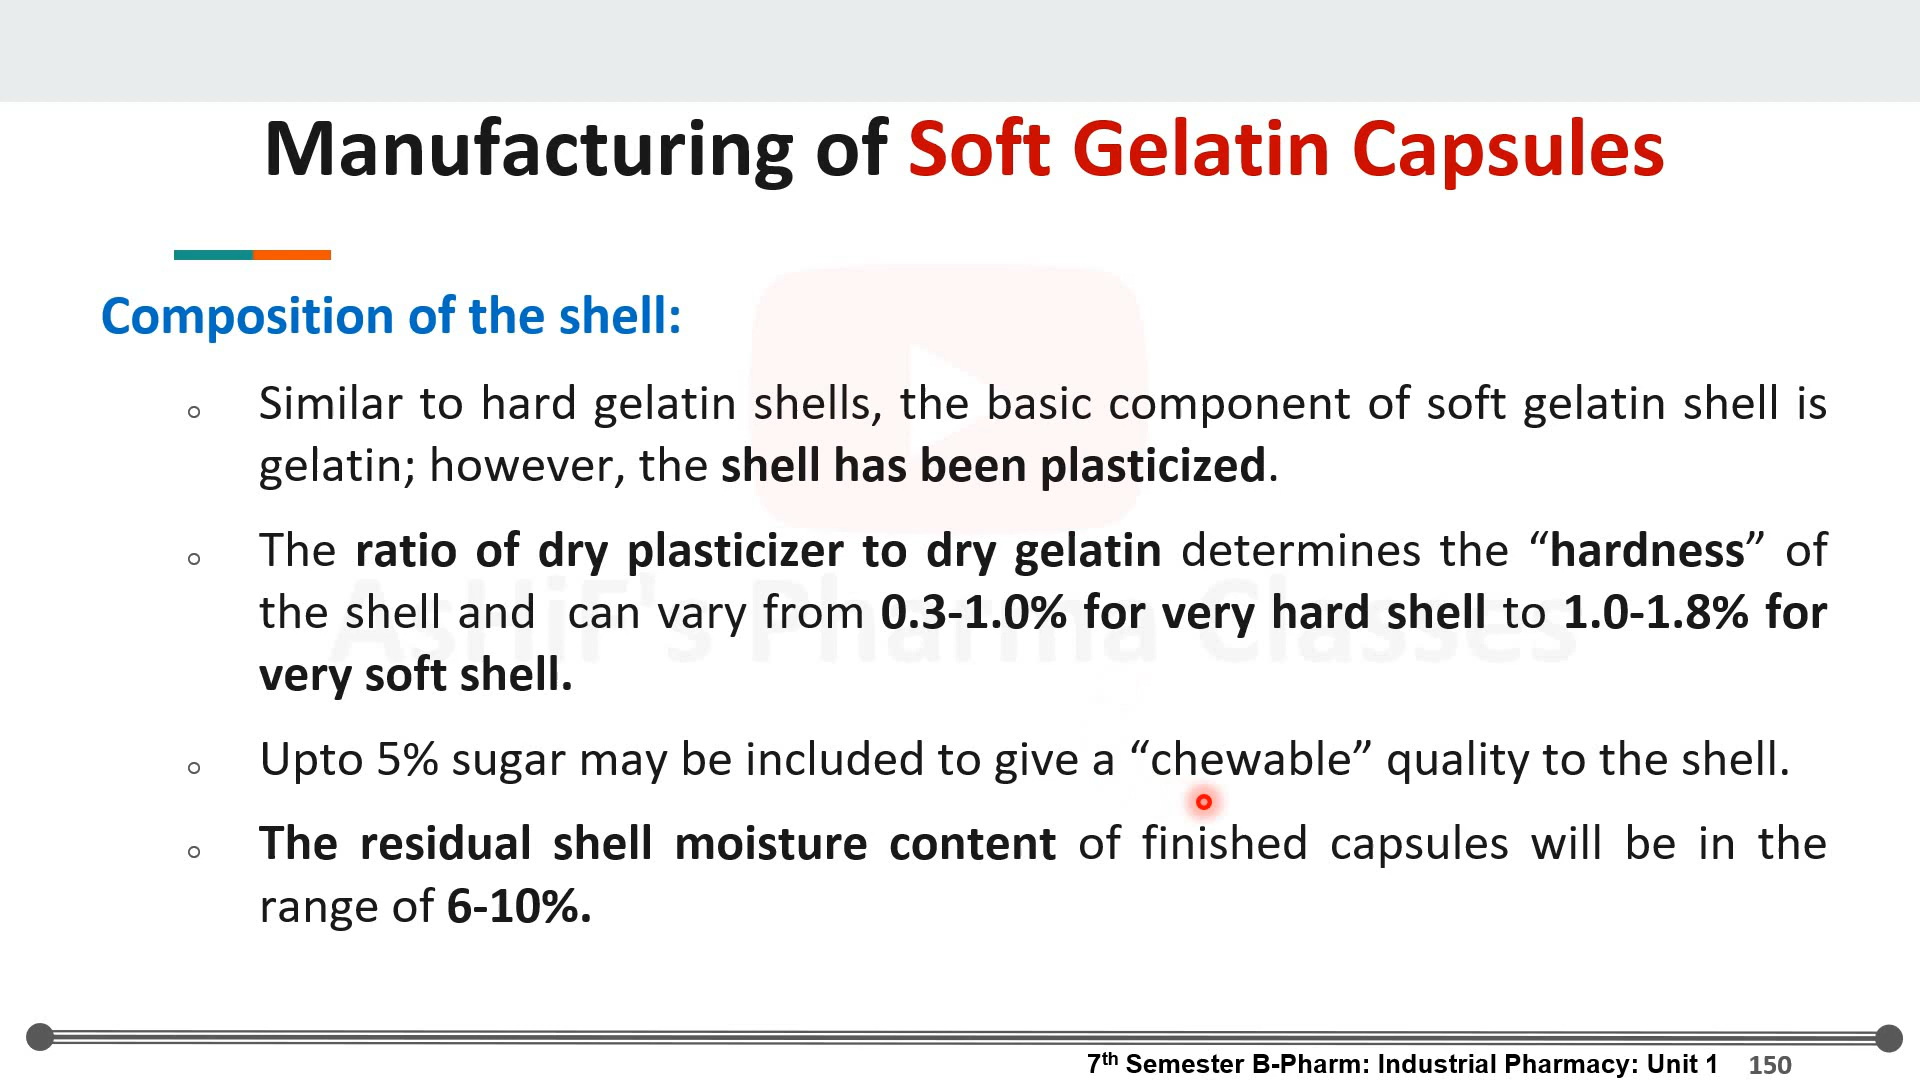 Manufacturing of Soft Gelatin Capsules
Composition of the shell:
Similar to hard gelatin shells, the basic component of soft gelatin shell is
gelatin; however, the shell has been plasticized.
The ratio of dry plasticizer to dry gelatin determines the “hardness” of
the shell and can vary from 0.3-1.0% for very hard shell to 1.0-1.8% for
very soft shell.
AsHiF's Pharma Classes
Upto 5% sugar may be included to give a “chewable” quality to the shell.
The residual shell moisture content of finished capsules will be in the
range of 6-10%.
7th Semester B-Pharm: Industrial Pharmacy: Unit 1 150